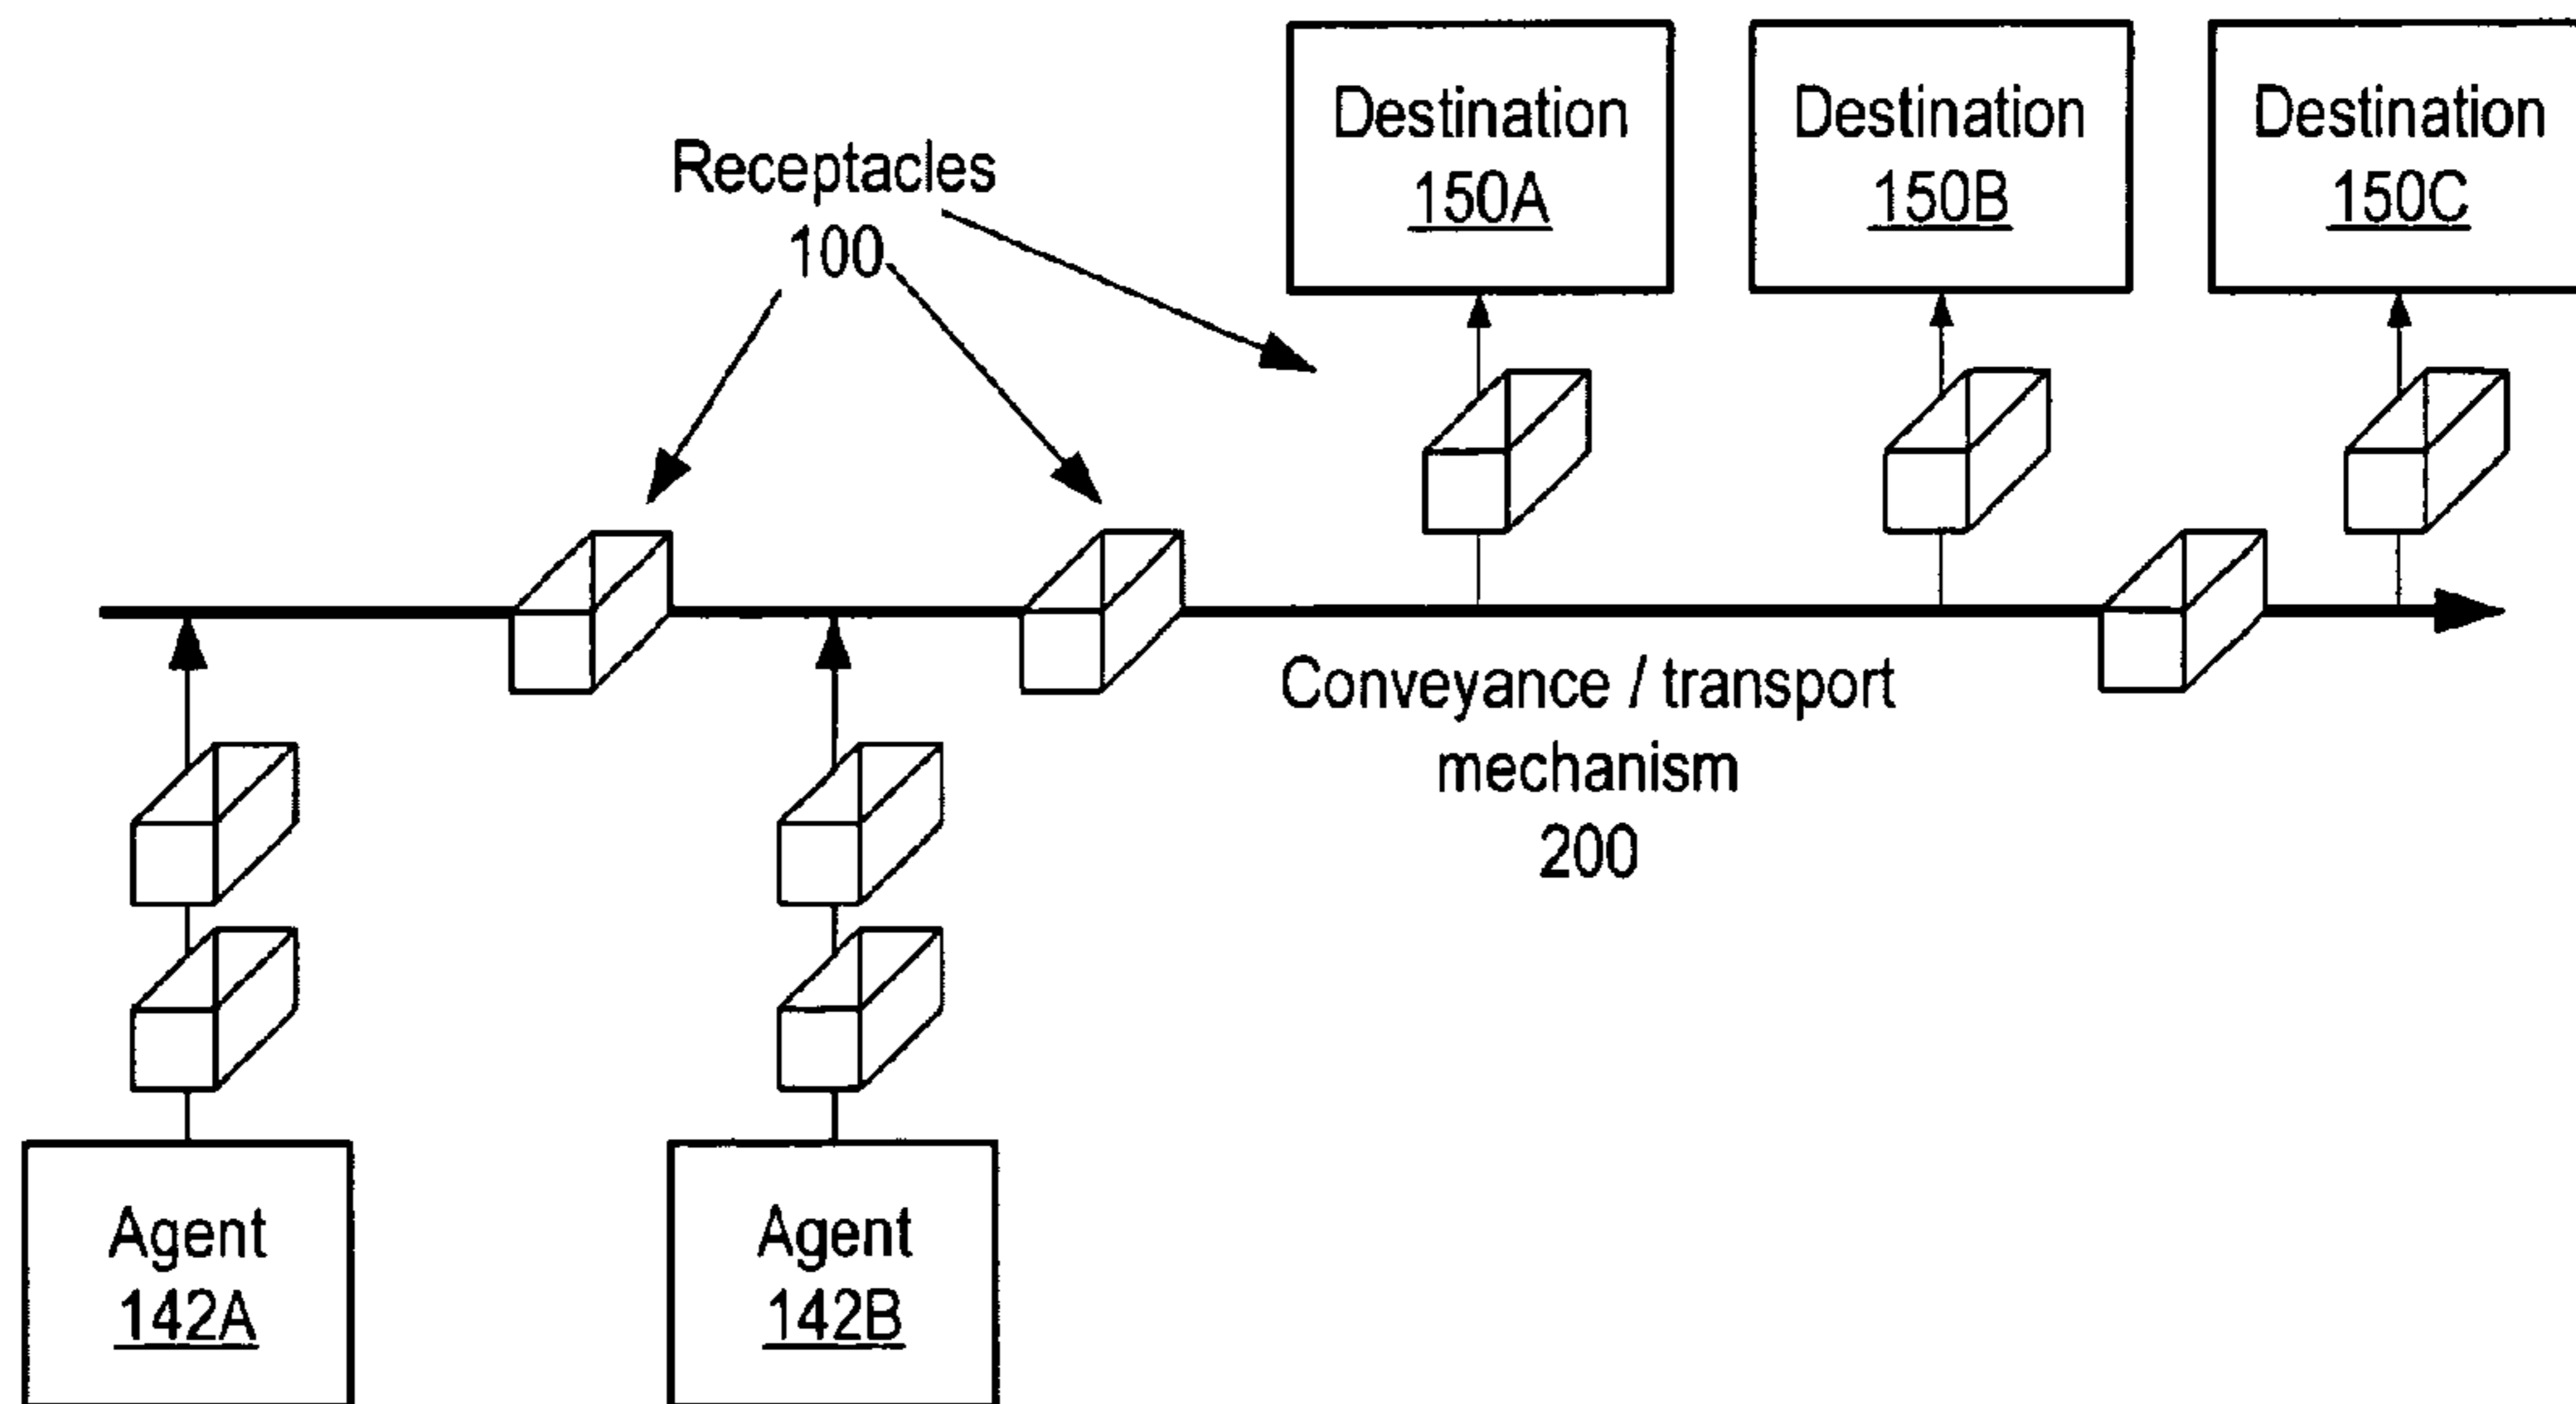 Receptacles
100
Destination
150A
Destination
150B
Destination
150C
Conveyance / transport
mechanism
200
Agent
142A
Agent
142B